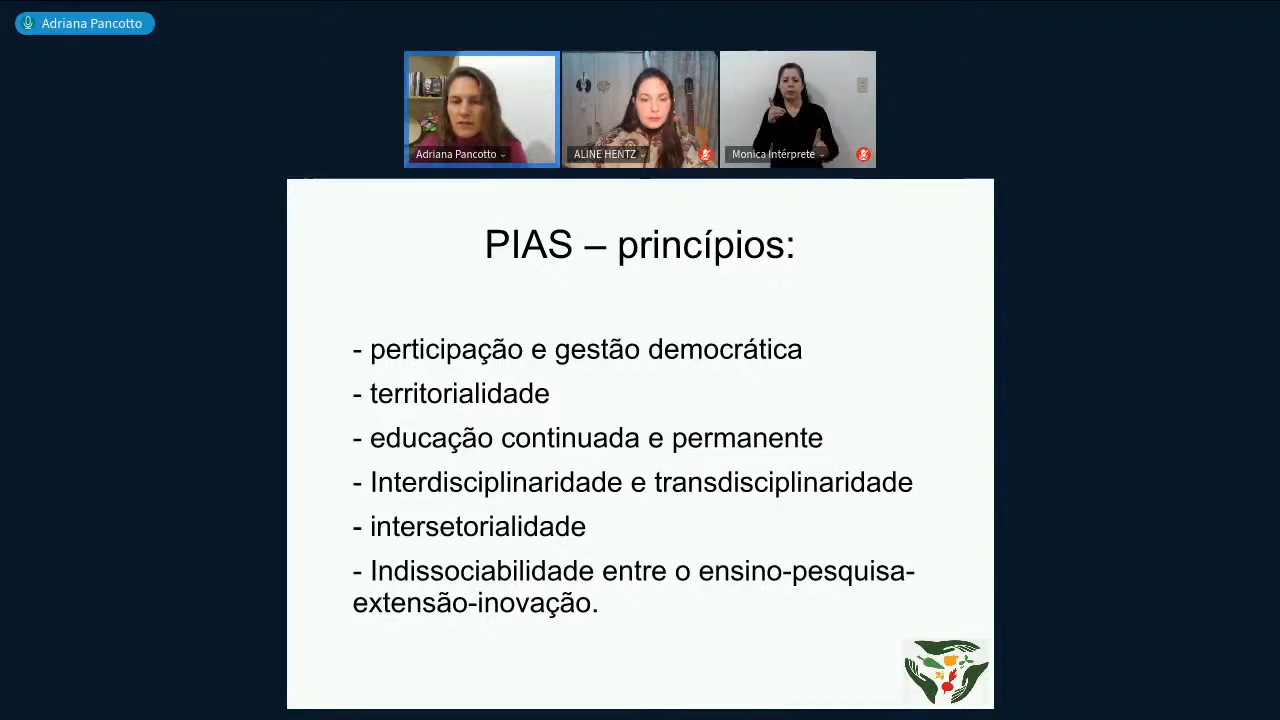 Adriana Pancotto
Adriana Pancotto
ALINE HENTZ
Monica Intérprete
PIAS – princípios:
- perticipação e gestão democrática
- territorialidade
- educação continuada e permanente
- Interdisciplinaridade e transdisciplinaridade
- intersetorialidade
- Indissociabilidade entre o ensino-pesquisa-
extensão-inovação.